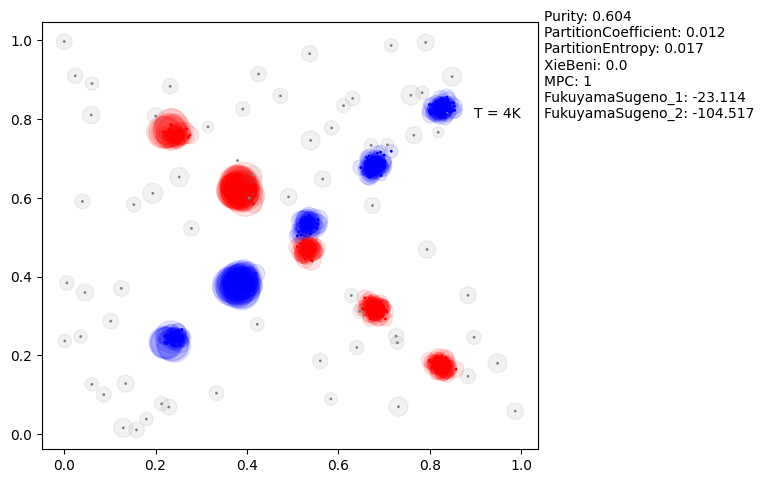 Purity: 0.604
PartitionCoefficient: 0.012
PartitionEntropy: 0.017
XieBeni: 0.0
MPC: 1
FukuyamaSugeno_1: -23.114
FukuyamaSugeno_2: -104.517
T = 4K
1.0
0.8
0.6
0.4
0.2
0.0
0.0 0.2 0.4 0.6 0.8 1.0